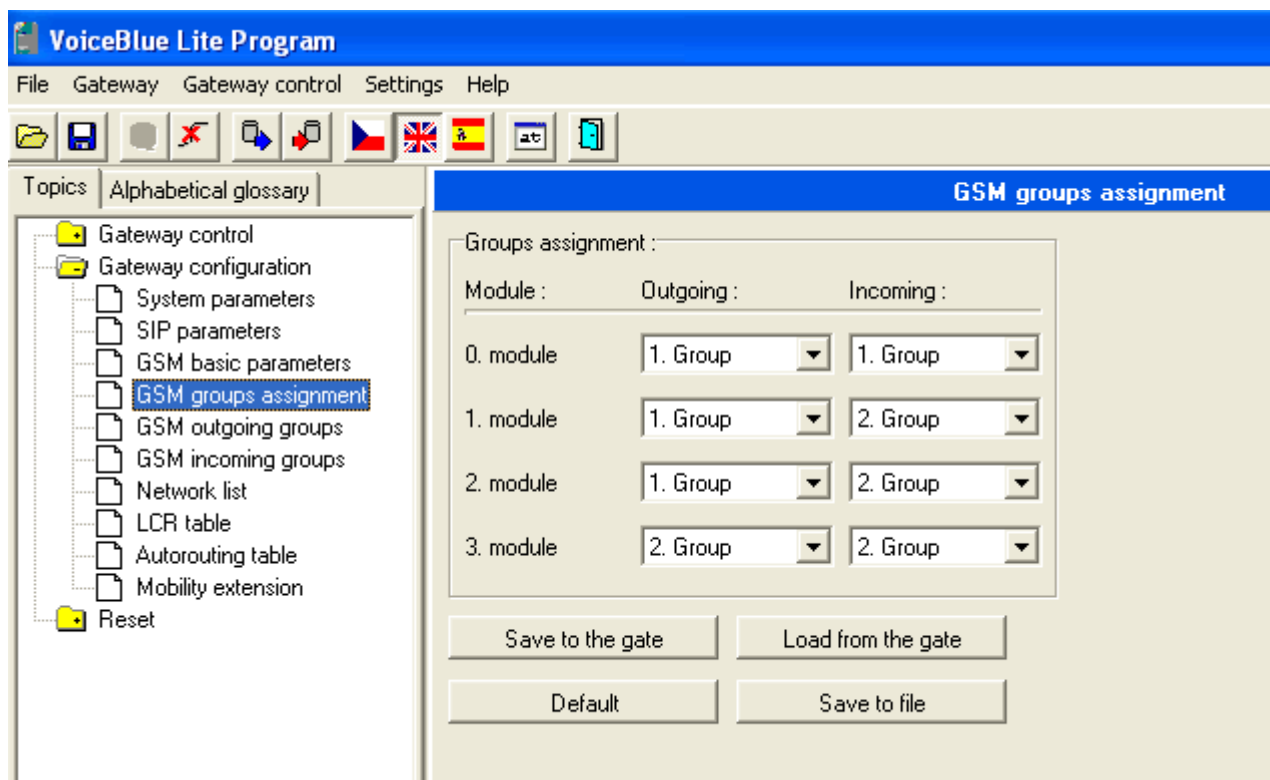 VoiceBlue Lite Program
File Gateway Gateway control Settings Help
at
Topics Alphabetical glossary
GSM groups assignment
Gateway control
Gateway configuration
System parameters
SIP parameters
GSM basic parameters
GSM groups assignment
GSM outgoing groups
GSM incoming groups
Network list
LCR table
Autorouting table
Mobility extension
Reset
Groups assignment :
Module : Outgoing : Incoming :
0. module 1. Group 1. Group
1. module 1. Group 2. Group
2. module 1. Group 2. Group
3. module 2. Group 2. Group
Save to the gate Load from the gate
Default Save to file